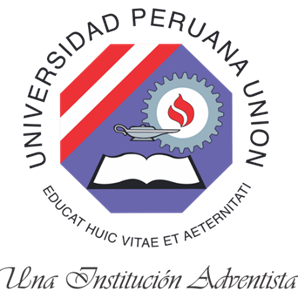 UNIVERSIDAD PERUANA UNION
EDUCAT HUIC VITAE ET AETERNITATI
Una Institución Adventista